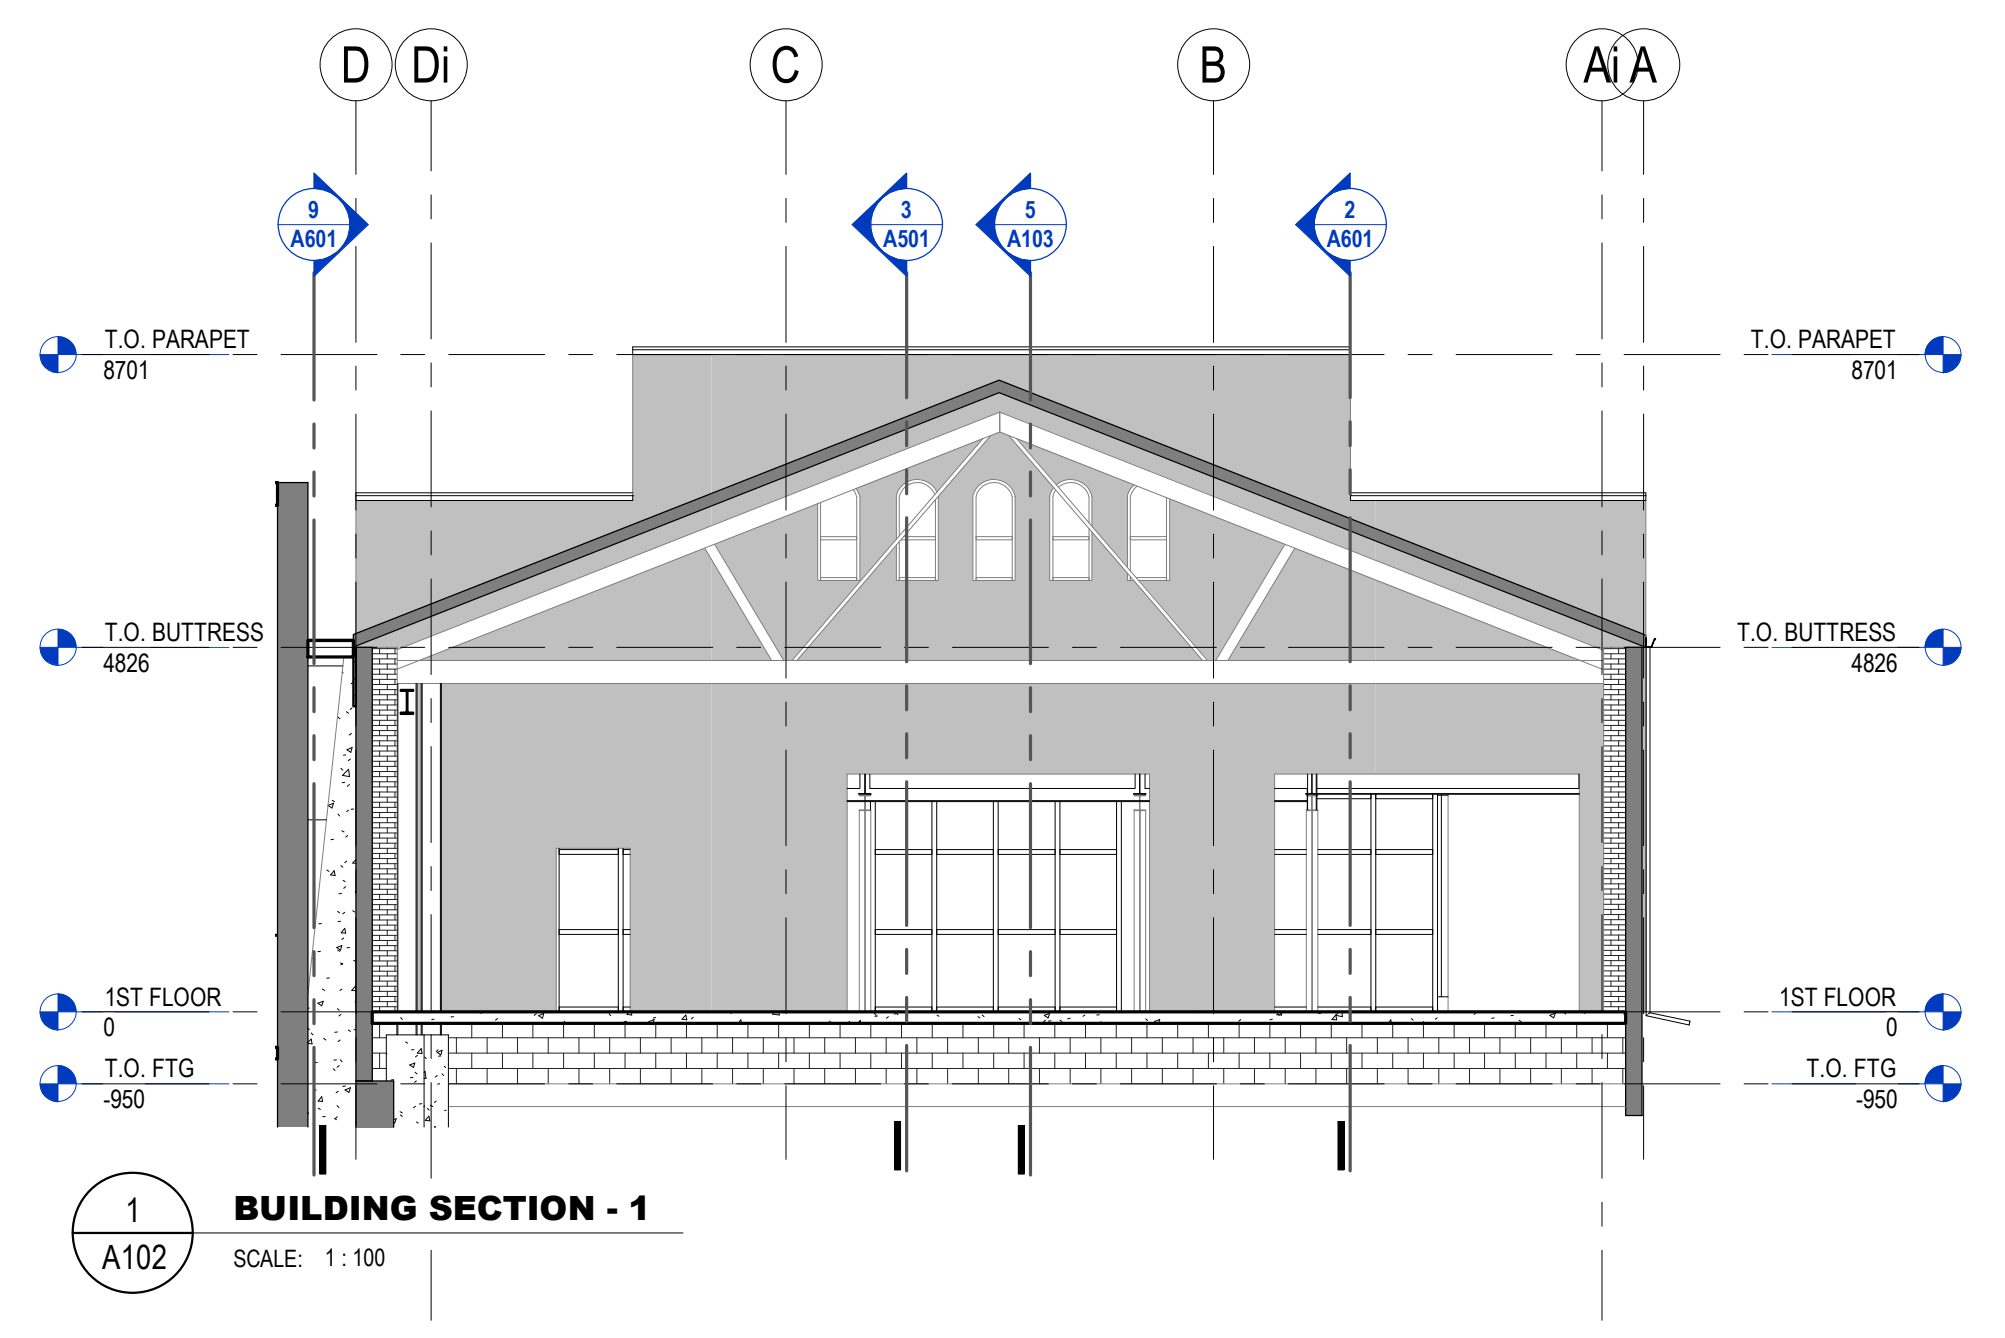 D Di C B Ai A
9
A601
3
A501
5
A103
2
A601
T.O. PARAPET
8701
T.O. PARAPET
8701
T.O. BUTTRESS
4826
T.O. BUTTRESS
4826
1ST FLOOR
0
1ST FLOOR
0
T.O. FTG
-950
T.O. FTG
-950
1
A102
BUILDING SECTION - 1
SCALE: 1 : 100